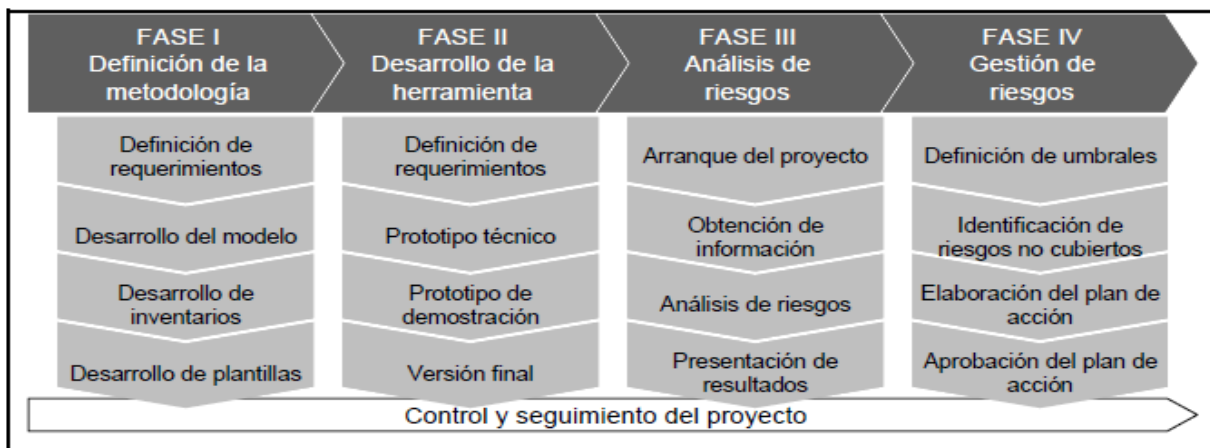 FASE I
Definición de la
metodología
FASE II
Desarrollo de la
herramienta
FASE III
Análisis de
riesgos
FASE IV
Gestión de
riesgos
Definición de
requerimientos
Desarrollo del modelo
Desarrollo de
inventarios
Desarrollo de plantillas
Definición de
requerimientos
Prototipo técnico
Prototipo de
demostración
Versión final
Arranque del proyecto
Obtención de
información
Análisis de riesgos
Presentación de
resultados
Definición de umbrales
Identificación de
riesgos no cubiertos
Elaboración del plan de
acción
Aprobación del plan de
acción
Control y seguimiento del proyecto